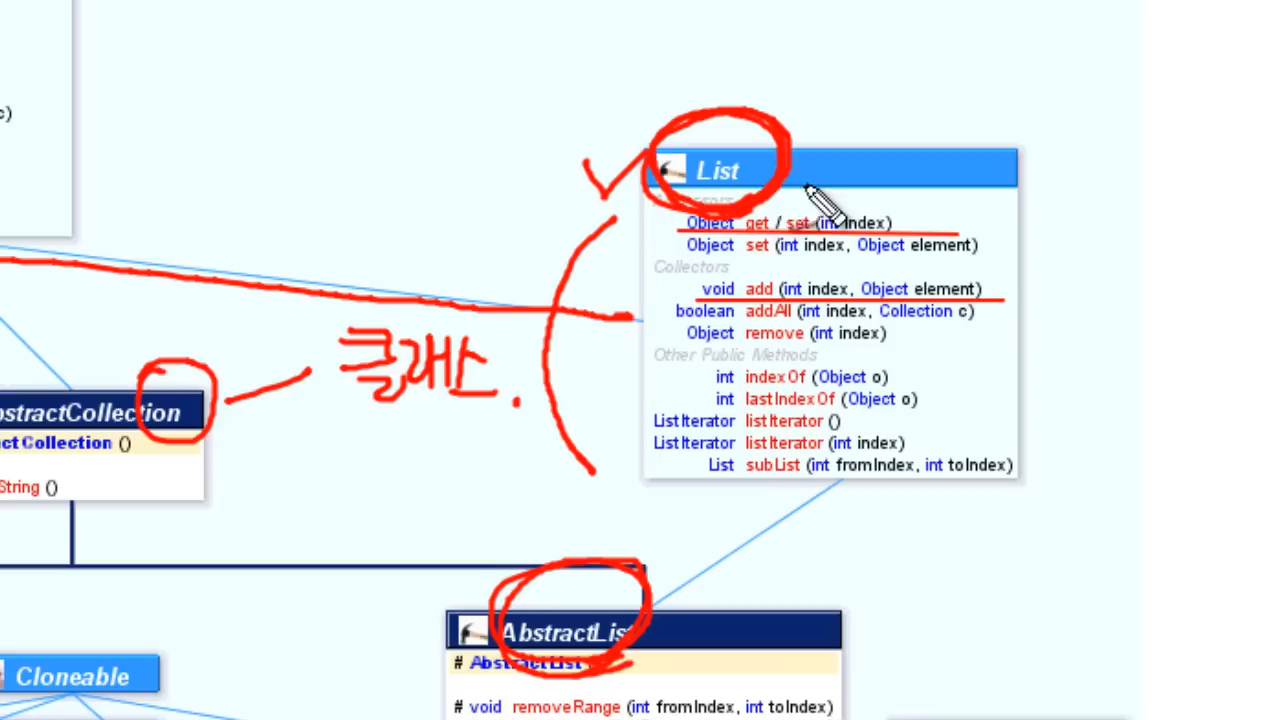 c)
List
Object get / set (int index)
Object set (int index, Object element)
Collectors
void add (int index, Object element)
boolean addAll (int index, Collection c)
Object remove (int index)
Other Public Methods
int indexOf (Object o)
int lastIndexOf (Object o)
ListIterator listIterator ()
ListIterator listIterator (int index)
List subList (int fromIndex, int toIndex)
클래스.
bstractCollection
ctCollection ()
String ()
AbstractList
# AbstractList
# void removeRange (int fromIndex, int toIndex)
Cloneable